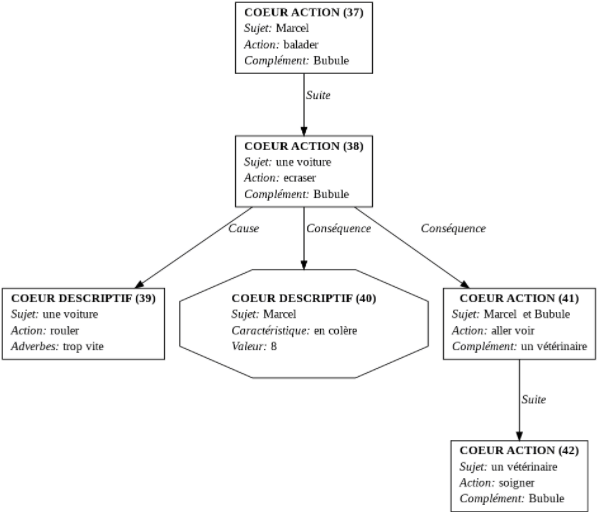 COEUR ACTION (37)
Sujet: Marcel
Action: balader
Complément: Bubule
Suite
COEUR ACTION (38)
Sujet: une voiture
Action: ecraser
Complément: Bubule
Cause
Conséquence
Conséquence
COEUR DESCRIPTIF (39)
Sujet: une voiture
Action: rouler
Adverbes: trop vite
COEUR DESCRIPTIF (40)
Sujet: Marcel
Caractéristique: en colère
Valeur: 8
COEUR ACTION (41)
Sujet: Marcel et Bubule
Action: aller voir
Complément: un vétérinaire
Suite
COEUR ACTION (42)
Sujet: un vétérinaire
Action: soigner
Complément: Bubule